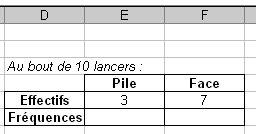 D E F
Au bout de 10 lancers :
Pile Face
Effectifs 3 7
Fréquences